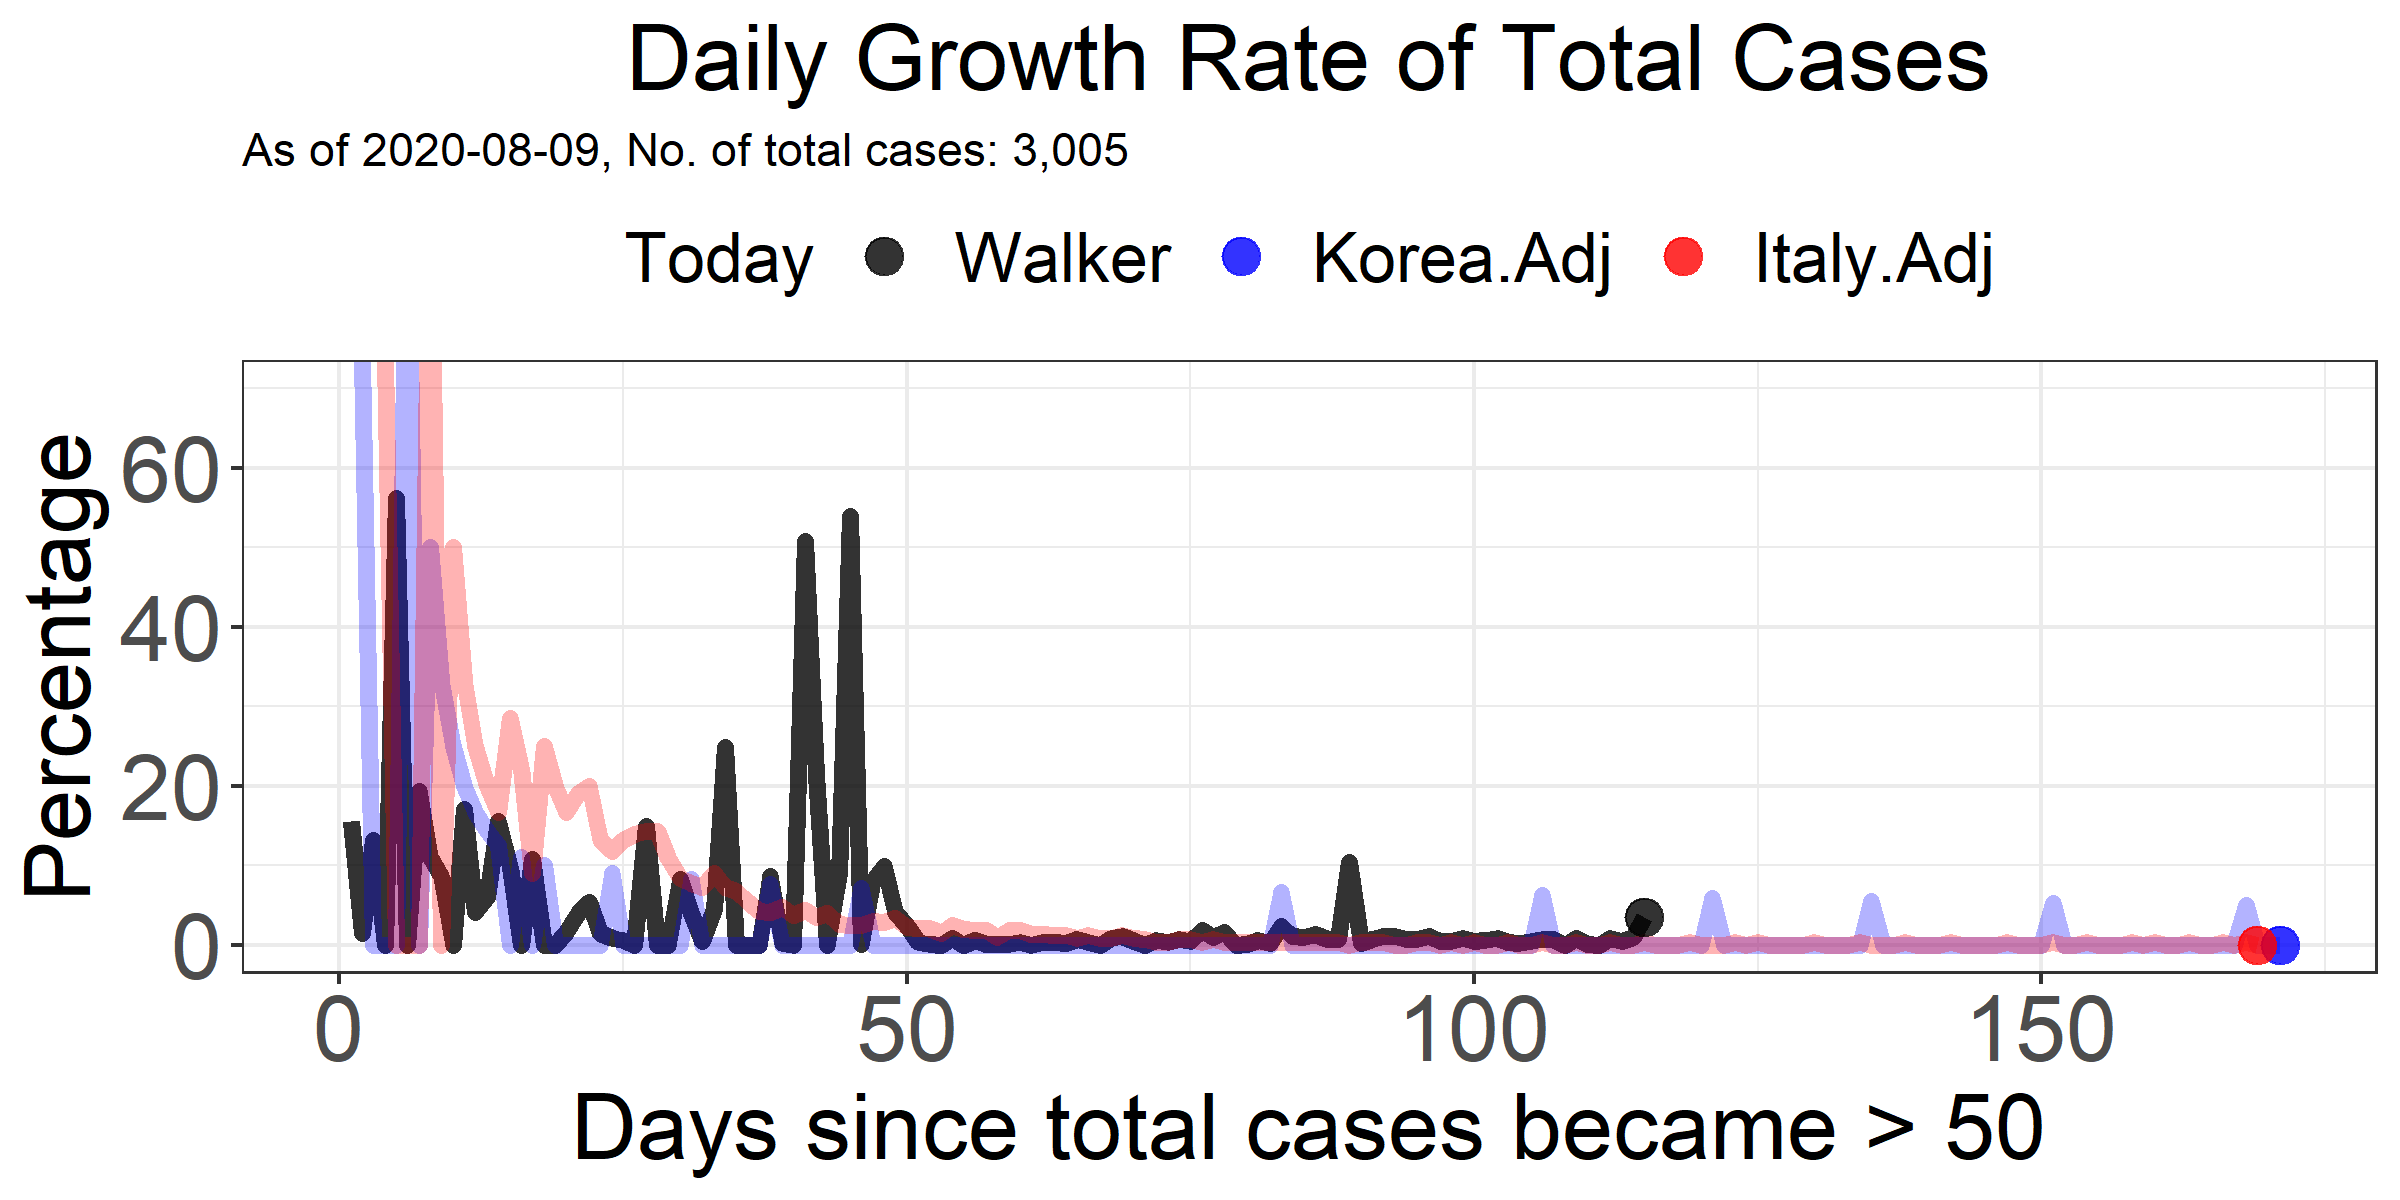 Daily Growth Rate of Total Cases
As of 2020-08-09, No. of total cases: 3,005
Today Walker Korea.Adj Italy.Adj
Percentage
60
40
20
0
0 50 100 150
Days since total cases became > 50